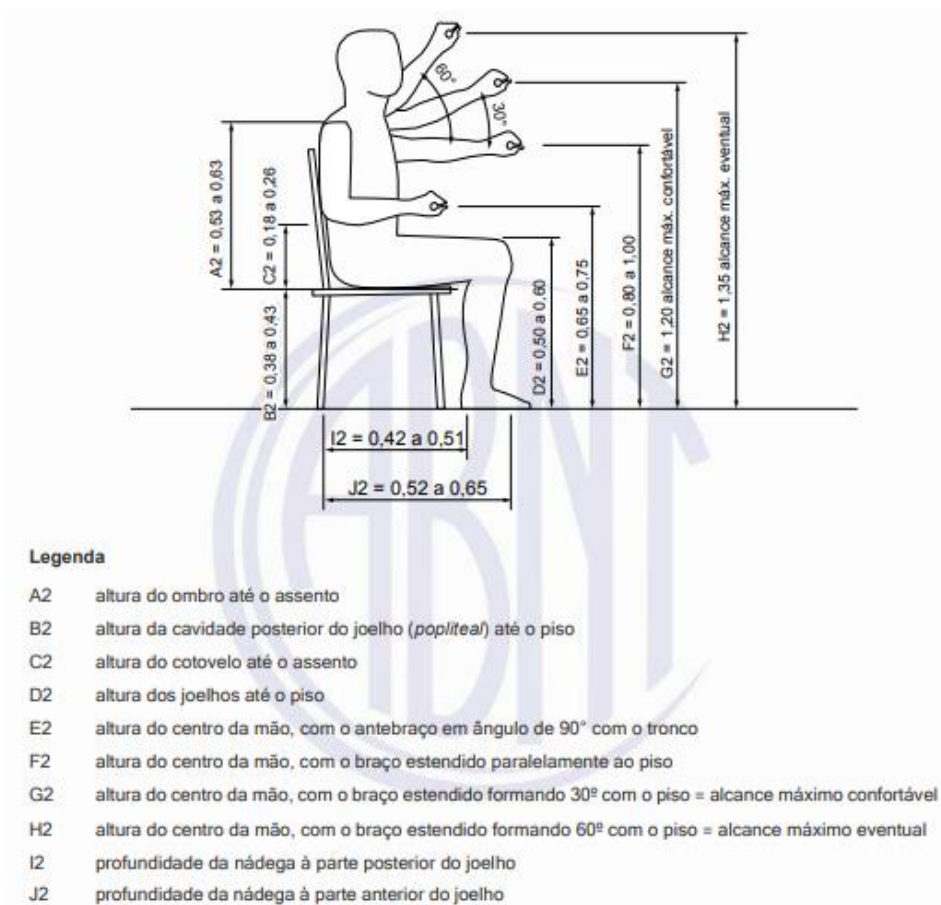 60°
30°
A2 = 0,53 a 0,63
C2 = 0,18 a 0,26
B2 = 0,38 a 0,43
D2 = 0,50 a 0,60
E2 = 0,65 a 0,75
F2 = 0,80 a 1,00
G2 = 1,20 alcance máx. confortável
H2 = 1,35 alcance máx. eventual
I2 = 0,42 a 0,51
J2 = 0,52 a 0,65
ABNT
Legenda
A2 altura do ombro até o assento
B2 altura da cavidade posterior do joelho (popliteal) até o piso
C2 altura do cotovelo até o assento
D2 altura dos joelhos até o piso
E2 altura do centro da mão, com o antebraço em ângulo de 90° com o tronco
F2 altura do centro da mão, com o braço estendido paralelamente ao piso
G2 altura do centro da mão, com o braço estendido formando 30º com o piso = alcance máximo confortável
H2 altura do centro da mão, com o braço estendido formando 60º com o piso = alcance máximo eventual
I2 profundidade da nádega à parte posterior do joelho
J2 profundidade da nádega à parte anterior do joelho